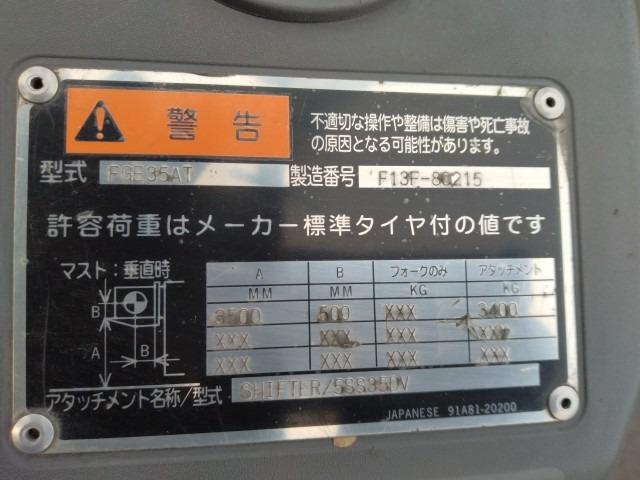 警告
不適切な操作や整備は傷害や死亡事故
の原因となる可能性があります。
型式 FGE35AT 製造番号 F13F-80215
許容荷重はメーカー標準タイヤ付の値です
マスト:垂直時
A B フォークのみ アタッチメント
MM MM KG KG
3500 500 XXX 3400
XXX XXX XXX XXX
XXX XXX XXX XXX
B
A B
アタッチメント名称/型式 SHIFTER/5SS35DV
JAPANESE 91A81-20200